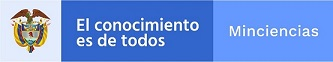 El conocimiento
es de todos
Minciencias